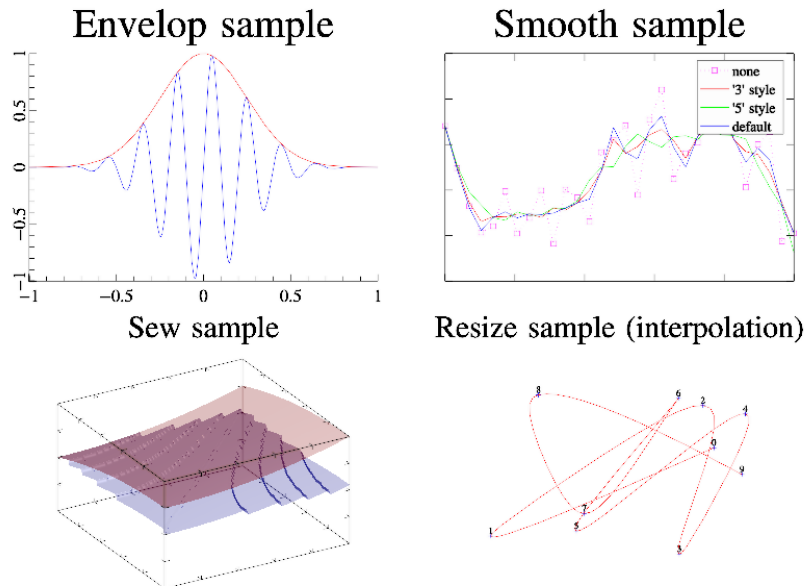 Envelop sample
Smooth sample
1
0.5
0
−0.5
−1
−1
−0.5
0
0.5
1
none
'3' style
'5' style
default
Sew sample
Resize sample (interpolation)
8
6
2
4
0
9
7
5
1
3